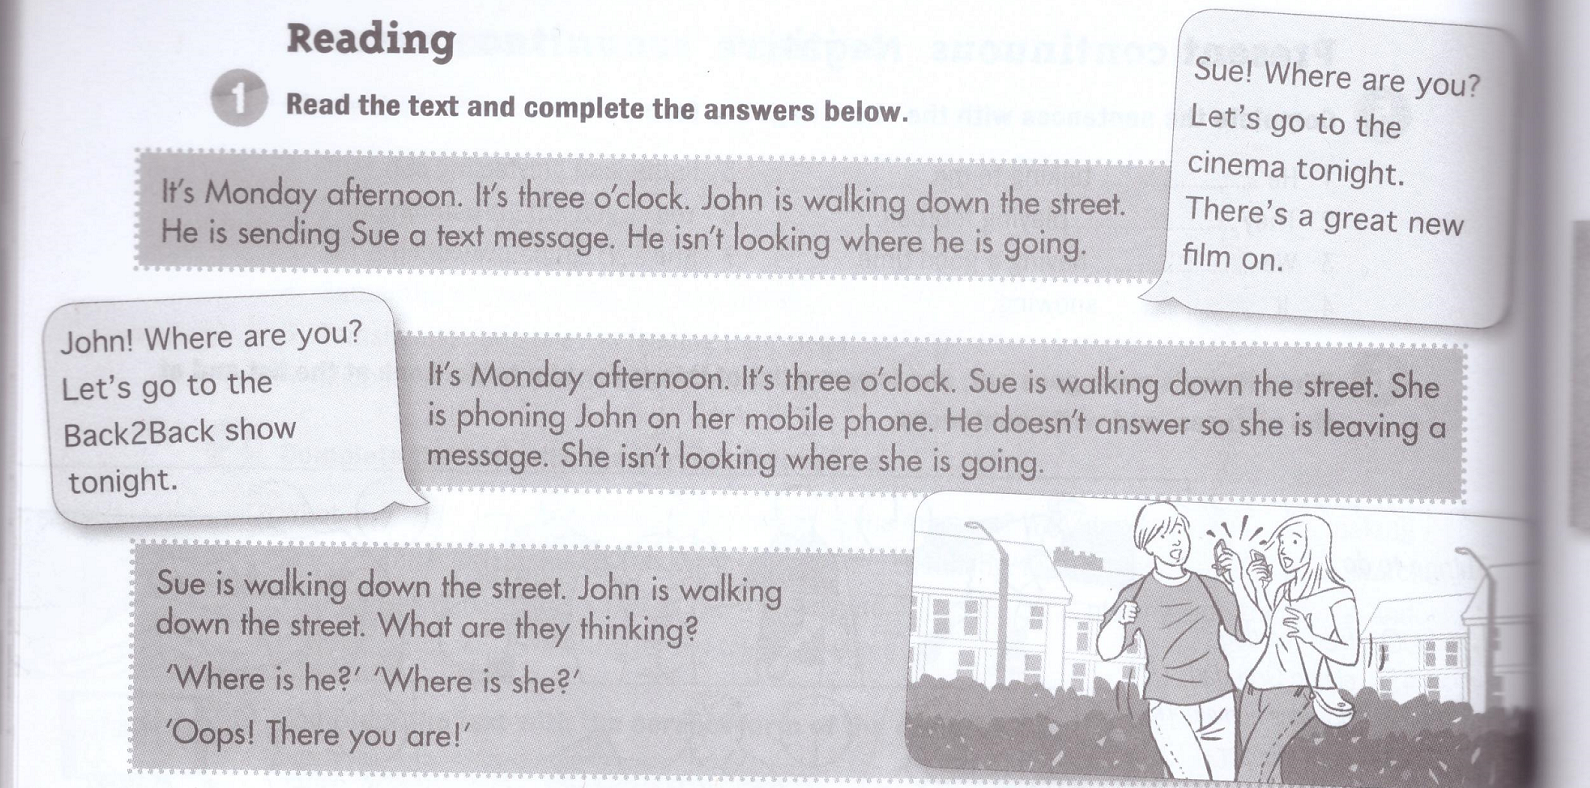 Reading
1
Read the text and complete the answers below.
Sue! Where are you?
Let's go to the
cinema tonight.
There's a great new
film on.
It's Monday afternoon. It's three o'clock. John is walking down the street.
He is sending Sue a text message. He isn't looking where he is going.
John! Where are you?
Let's go to the
Back2Back show
tonight.
It's Monday afternoon. It's three o'clock. Sue is walking down the street. She
is phoning John on her mobile phone. He doesn't answer so she is leaving a
message. She isn't looking where she is going.
Sue is walking down the street. John is walking
down the street. What are they thinking?
'Where is he?' 'Where is she?'
'Oops! There you are!'